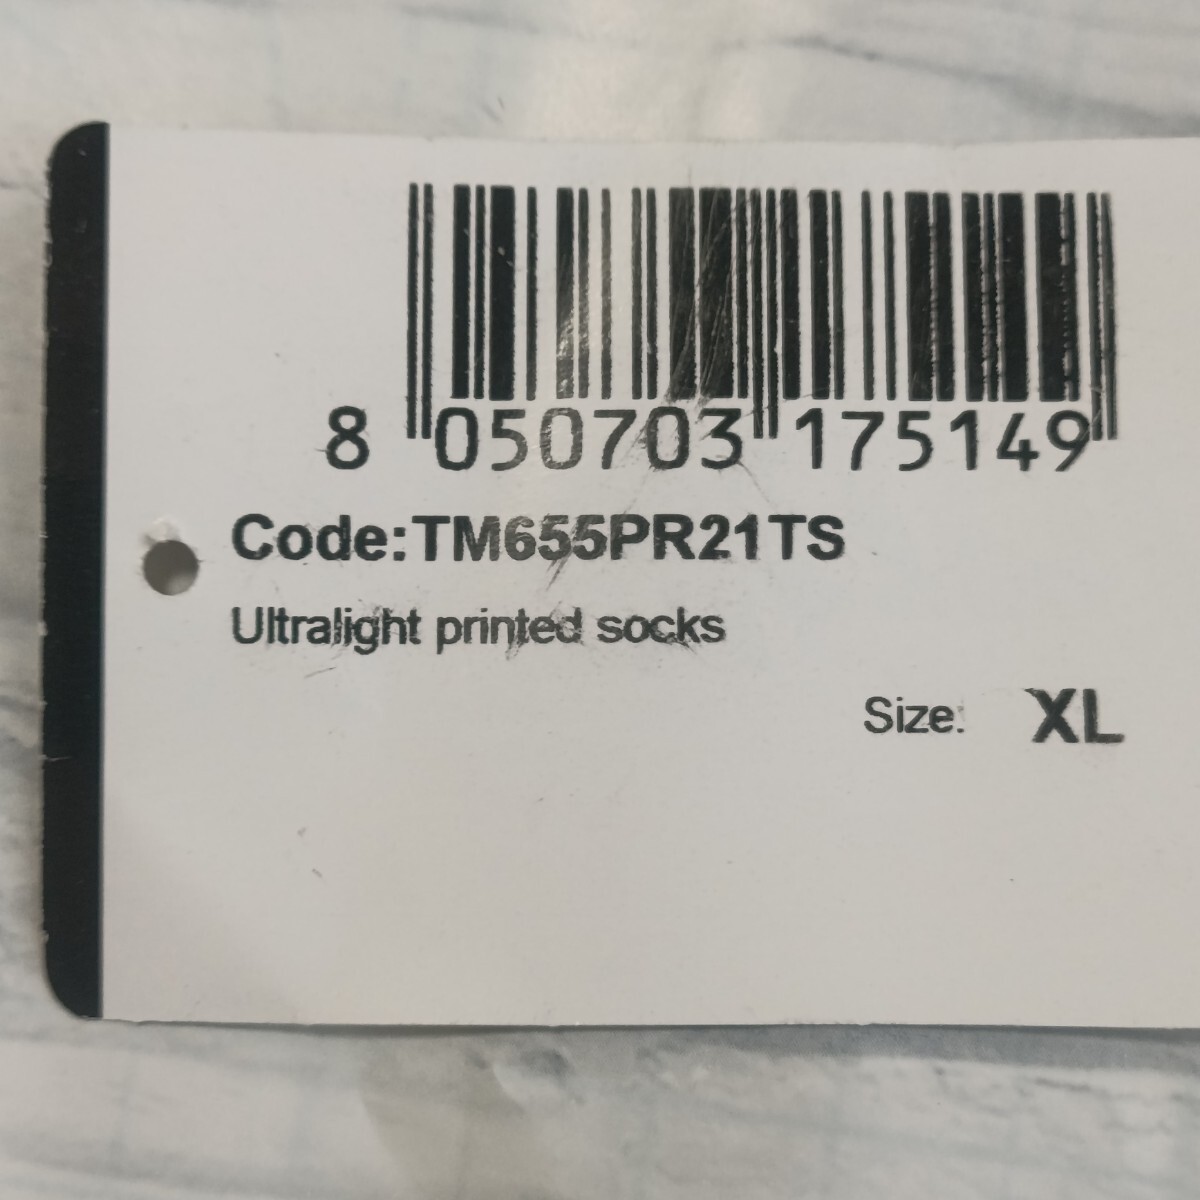 8 050703 175149
Code:TM655PR21TS
Ultralight printed socks
Size: XL